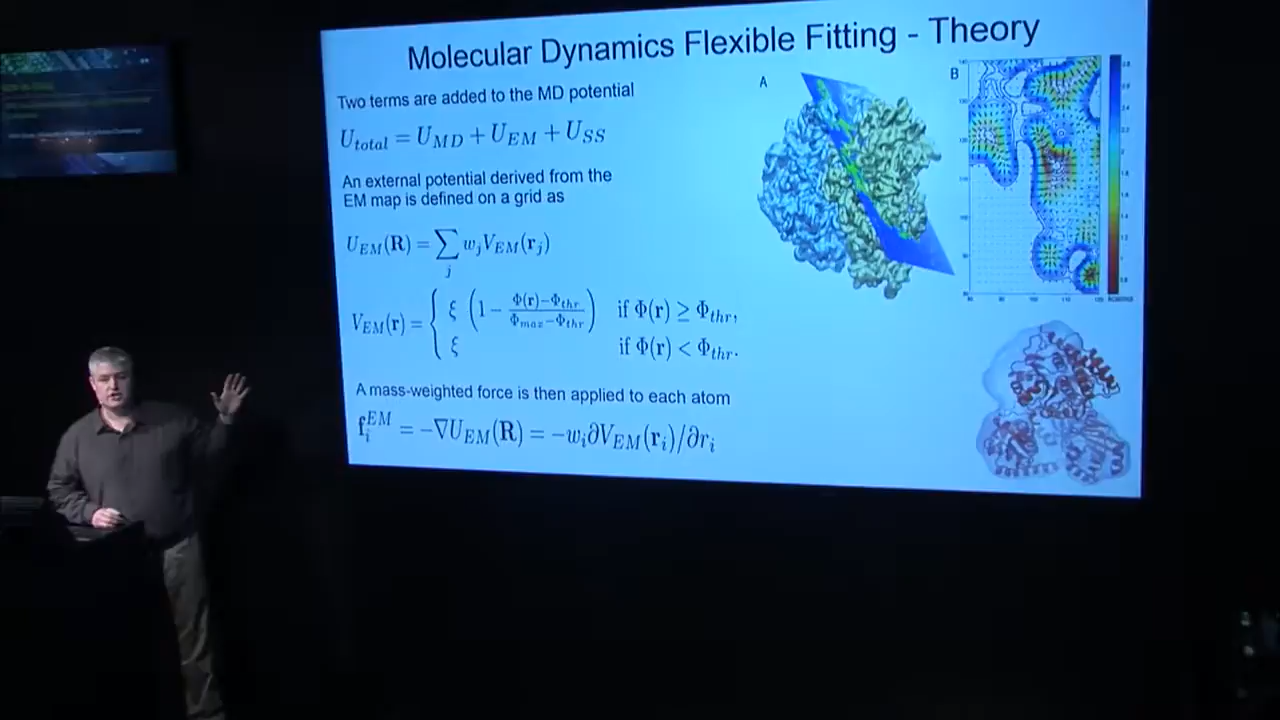 Molecular Dynamics Flexible Fitting - Theory
Two terms are added to the MD potential
U_total = U_MD + U_EM + U_SS
An external potential derived from the
EM map is defined on a grid as
U_EM(R) = ∑_j w_j V_EM(r_j)
V_EM(r) = { ξ (1 − (Φ(r)−Φ_thr)/(Φ_max−Φ_thr)) if Φ(r) ≥ Φ_thr,
ξ if Φ(r) < Φ_thr.
A mass-weighted force is then applied to each atom
f_i^EM = −∇U_EM(R) = −w_i ∂V_EM(r_i)/∂r_i
A
B